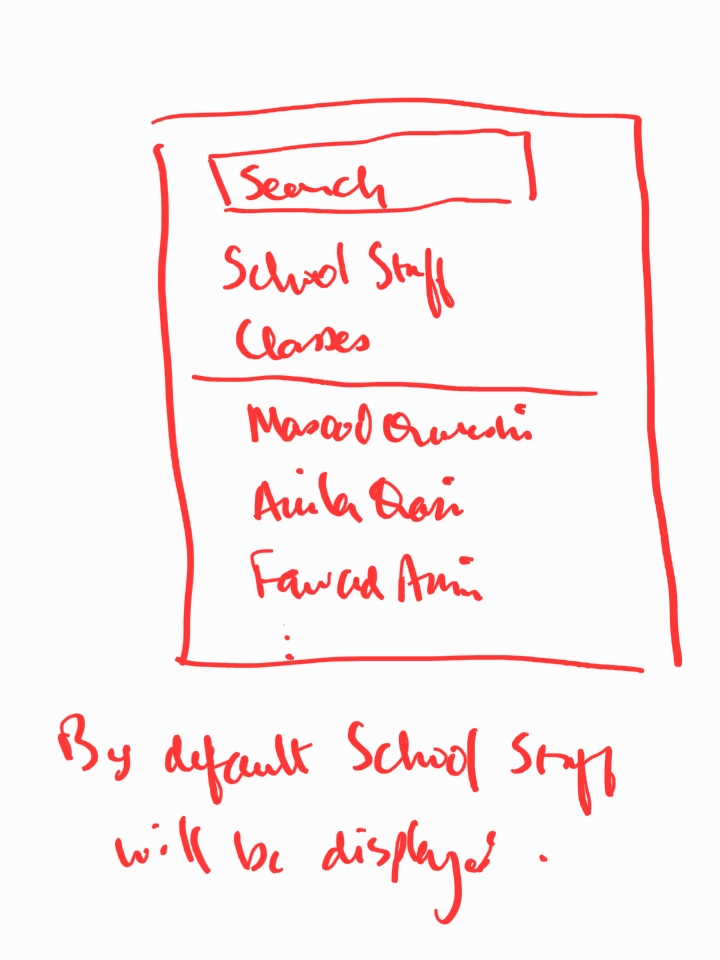 Search
School Staff
Classes
Masood Qureshi
Anila Qazi
Fawad Amin
:
By default School Staff
will be displayed.